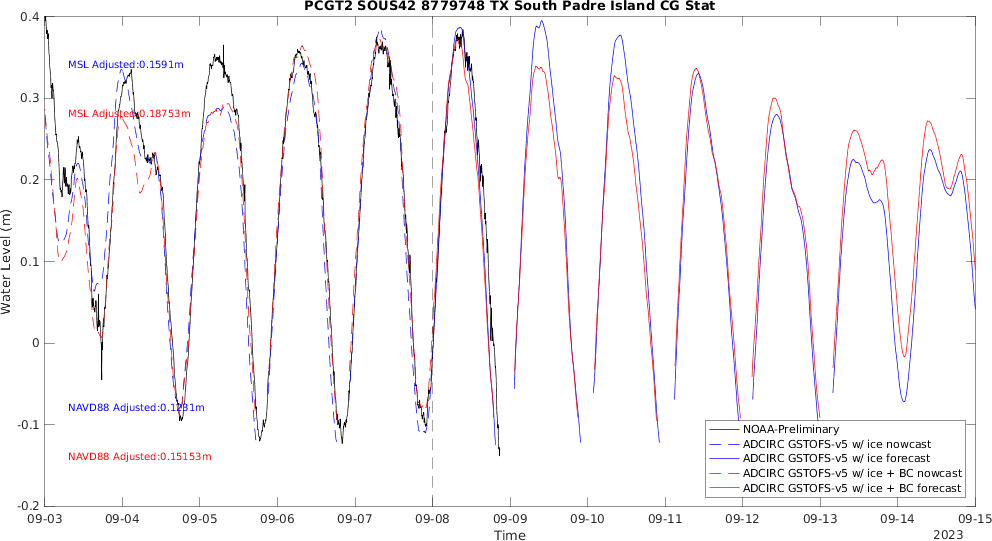 PCGT2 SOUS42 8779748 TX South Padre Island CG Stat
0.4
0.3
0.2
0.1
0
-0.1
-0.2
Water Level (m)
MSL Adjusted:0.1591m
MSL Adjusted:0.18753m
NAVD88 Adjusted:0.1231m
NAVD88 Adjusted:0.15153m
NOAA-Preliminary
ADCIRC GSTOFS-v5 w/ ice nowcast
ADCIRC GSTOFS-v5 w/ ice forecast
ADCIRC GSTOFS-v5 w/ ice + BC nowcast
ADCIRC GSTOFS-v5 w/ ice + BC forecast
09-03 09-04 09-05 09-06 09-07 09-08 09-09 09-10 09-11 09-12 09-13 09-14 09-15
Time
2023